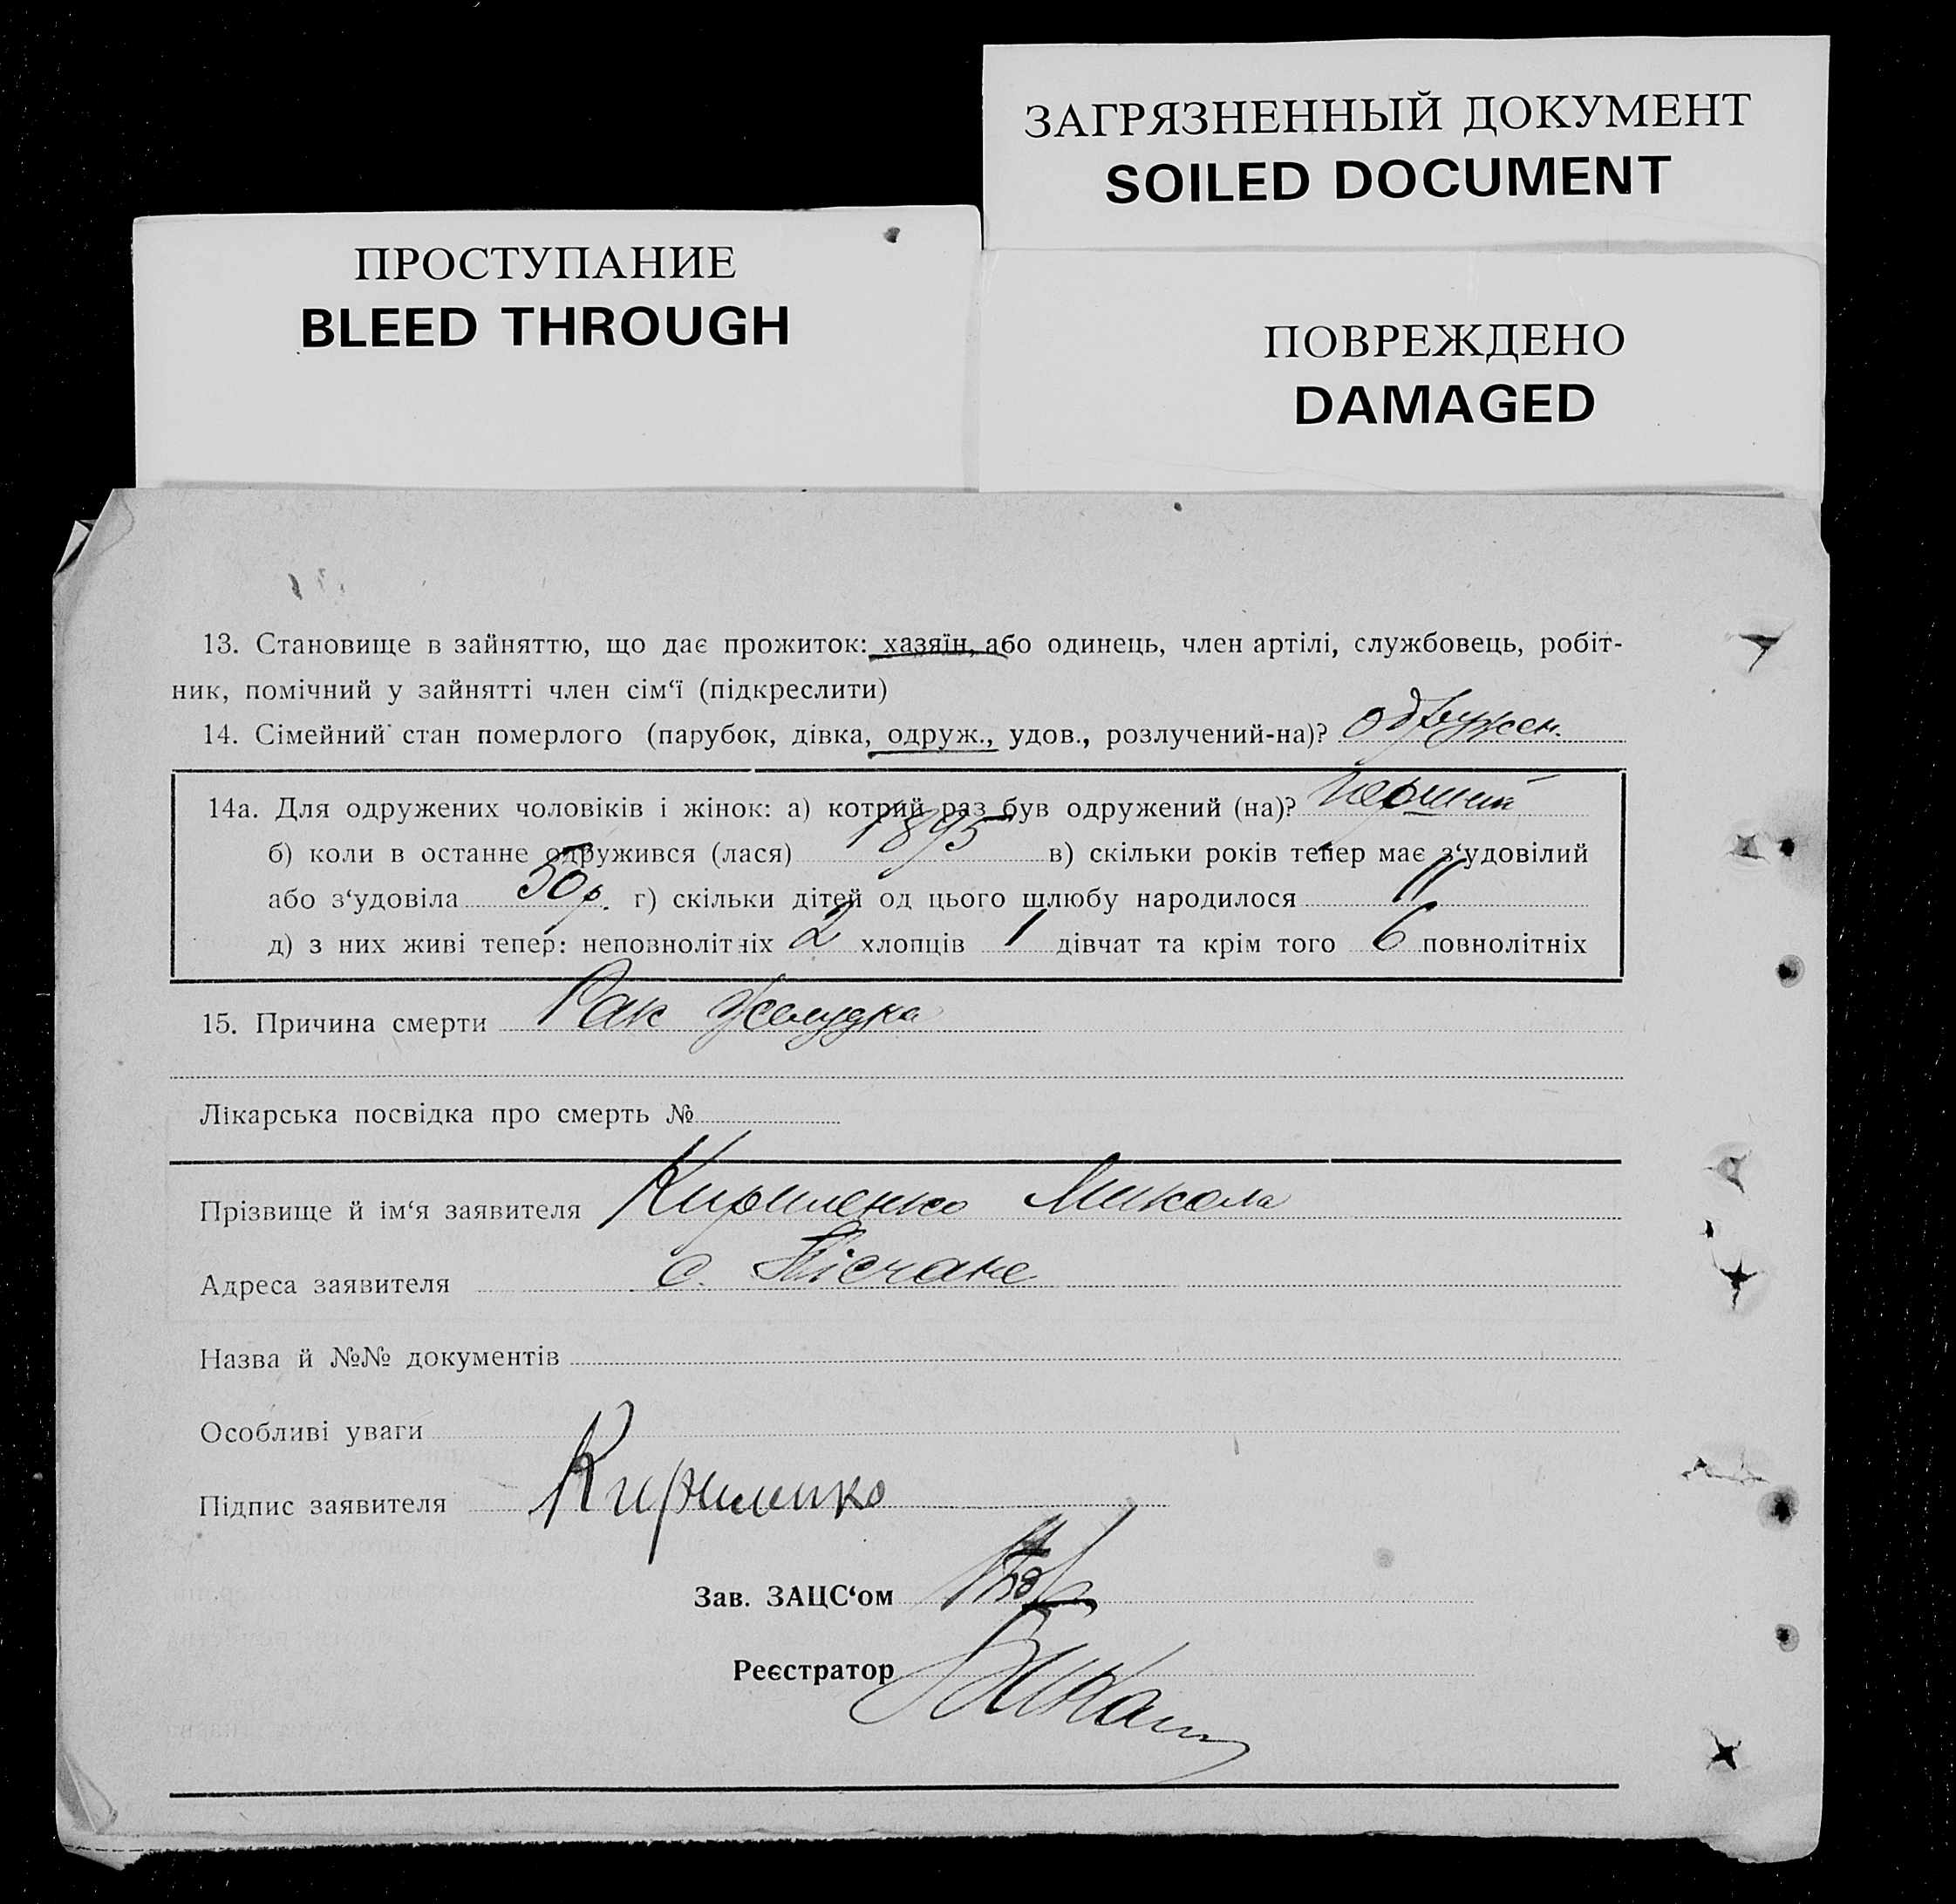 ЗАГРЯЗНЕННЫЙ ДОКУМЕНТ
SOILED DOCUMENT
ПРОСТУПАНИЕ
BLEED THROUGH
ПОВРЕЖДЕНО
DAMAGED
13. Становище в зайняттю, що дає прожиток: хазяїн, або одинець, член артілі, службовець, робіт-
ник, помічний у зайнятті член сім‘ї (підкреслити)
14. Сімейний стан померлого (парубок, дівка, одруж., удов., розлучений-на)? одружен.
14а. Для одружених чоловіків і жінок: а) котрий раз був одружений (на)? перший
б) коли в останне одружився (лася) 1895 в) скільки років тепер має з‘удовілий
або з‘удовіла 50 р. г) скільки дітей од цього шлюбу народилося 11
д) з них живі тепер: неповнолітніх 2 хлопців 1 дівчат та крім того 6 повнолітніх
15. Причина смерти Рак желудка
Лікарська посвідка про смерть №
Прізвище й ім‘я заявителя Кириленко Микола
Адреса заявителя с. Пісчане
Назва й №№ документів
Особливі уваги
Підпис заявителя Кириленко
Зав. ЗАЦС‘ом
Реєстратор